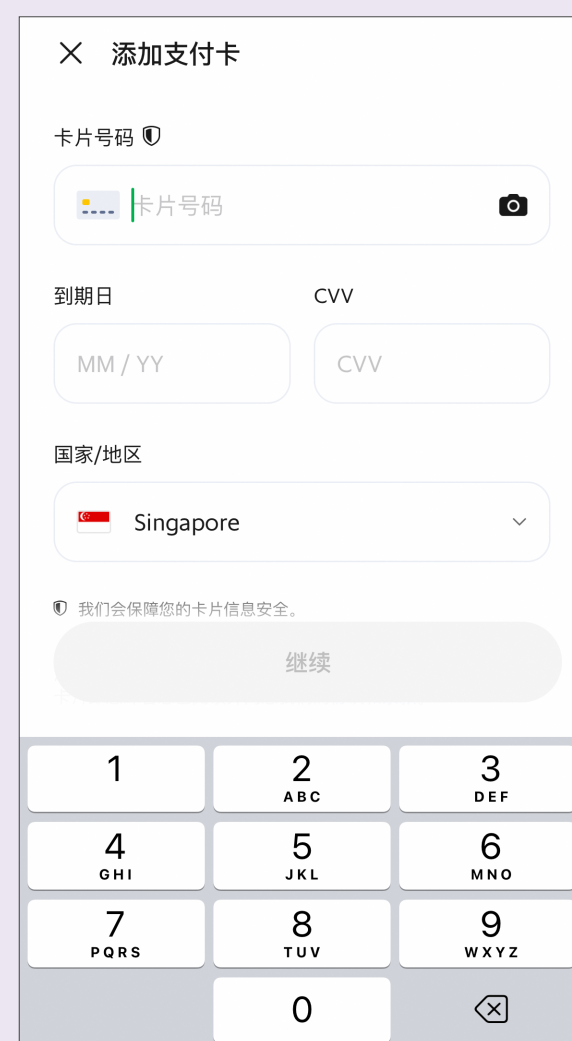 添加支付卡
卡片号码
卡片号码
到期日 CVV
MM / YY CVV
国家/地区
Singapore
我们会保障您的卡片信息安全。
继续
1 2 3
ABC DEF
4 5 6
GHI JKL MNO
7 8 9
PQRS TUV WXYZ
0